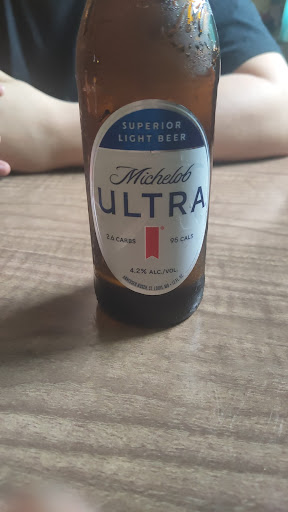 SUPERIOR
LIGHT BEER
Michelob
ULTRA
2.6 CARBS 95 CALS
4.2% ALC./VOL.